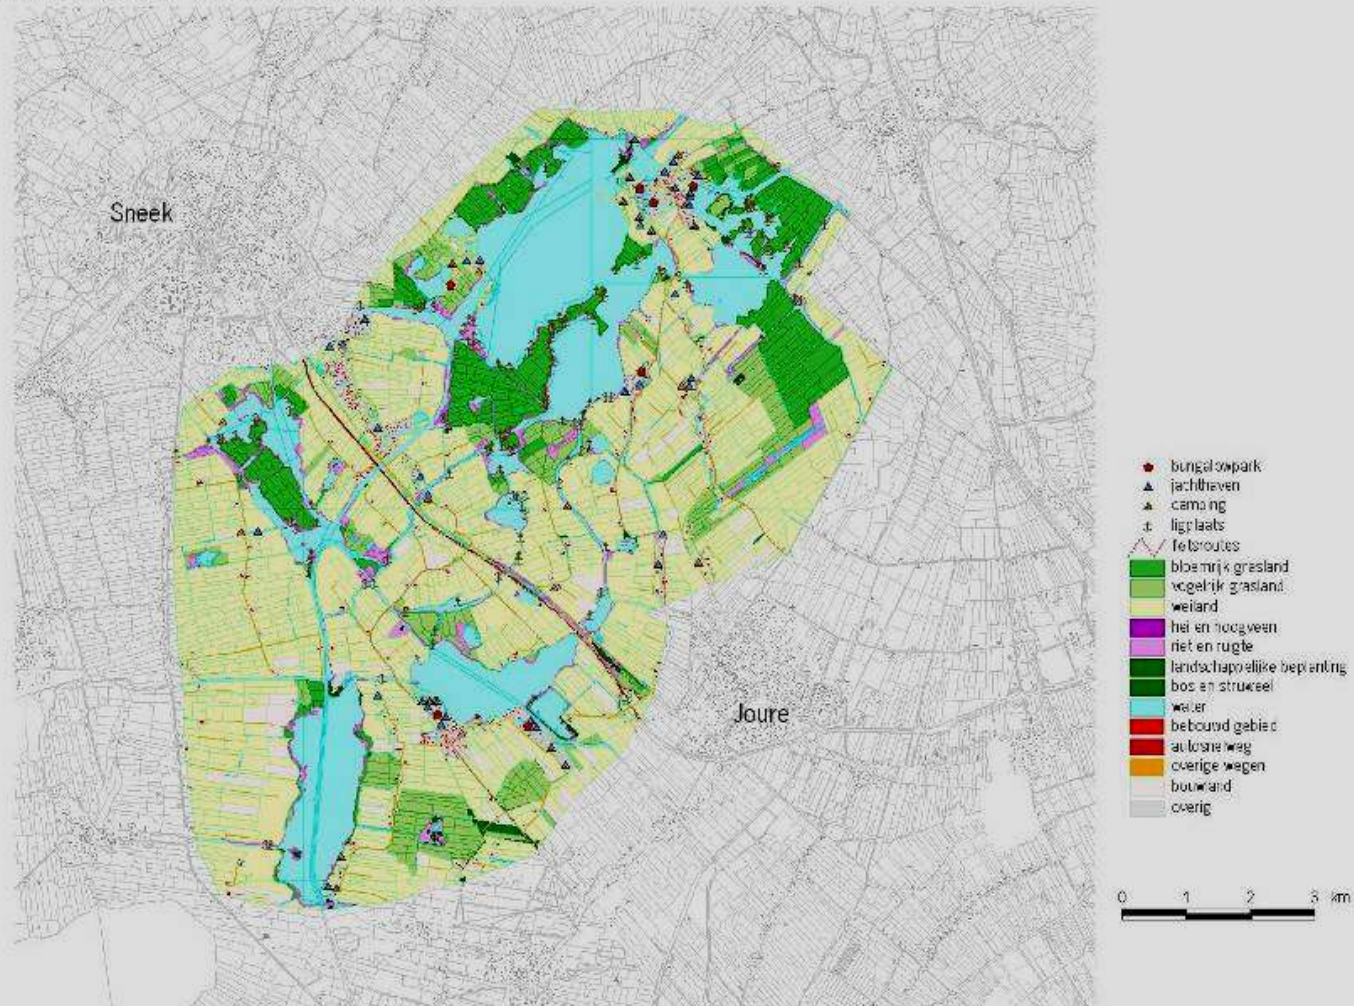 Sneek
Joure
bungalowpark
jachthaven
camping
ligplaats
fietsroutes
bloemrijk grasland
vogelrijk grasland
weiland
hei en hoogveen
riet en ruigte
landschappelijke beplanting
bos en struweel
water
bebouwd gebied
autosnelweg
overige wegen
bouwland
overig
0 1 2 3 km